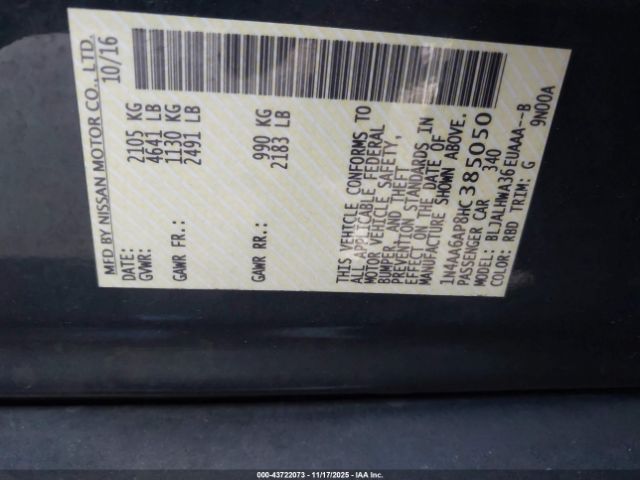 MFD BY NISSAN MOTOR CO., LTD.
DATE: 10/16
GVWR: 2105 KG
4641 LB
GAWR FR.: 1130 KG
2491 LB
GAWR RR.: 990 KG
2183 LB
THIS VEHICLE CONFORMS TO
ALL APPLICABLE FEDERAL
MOTOR VEHICLE SAFETY,
BUMPER, AND THEFT
PREVENTION STANDARDS IN
EFFECT ON THE DATE OF
MANUFACTURE SHOWN ABOVE.
1N4AA6AP8HC385050
PASSENGER CAR 340
MODEL: BLJALHWA36EUAAA--B
COLOR: RBD TRIM: G 9N00A
000-43722073 - 11/17/2025 - IAA, Inc.